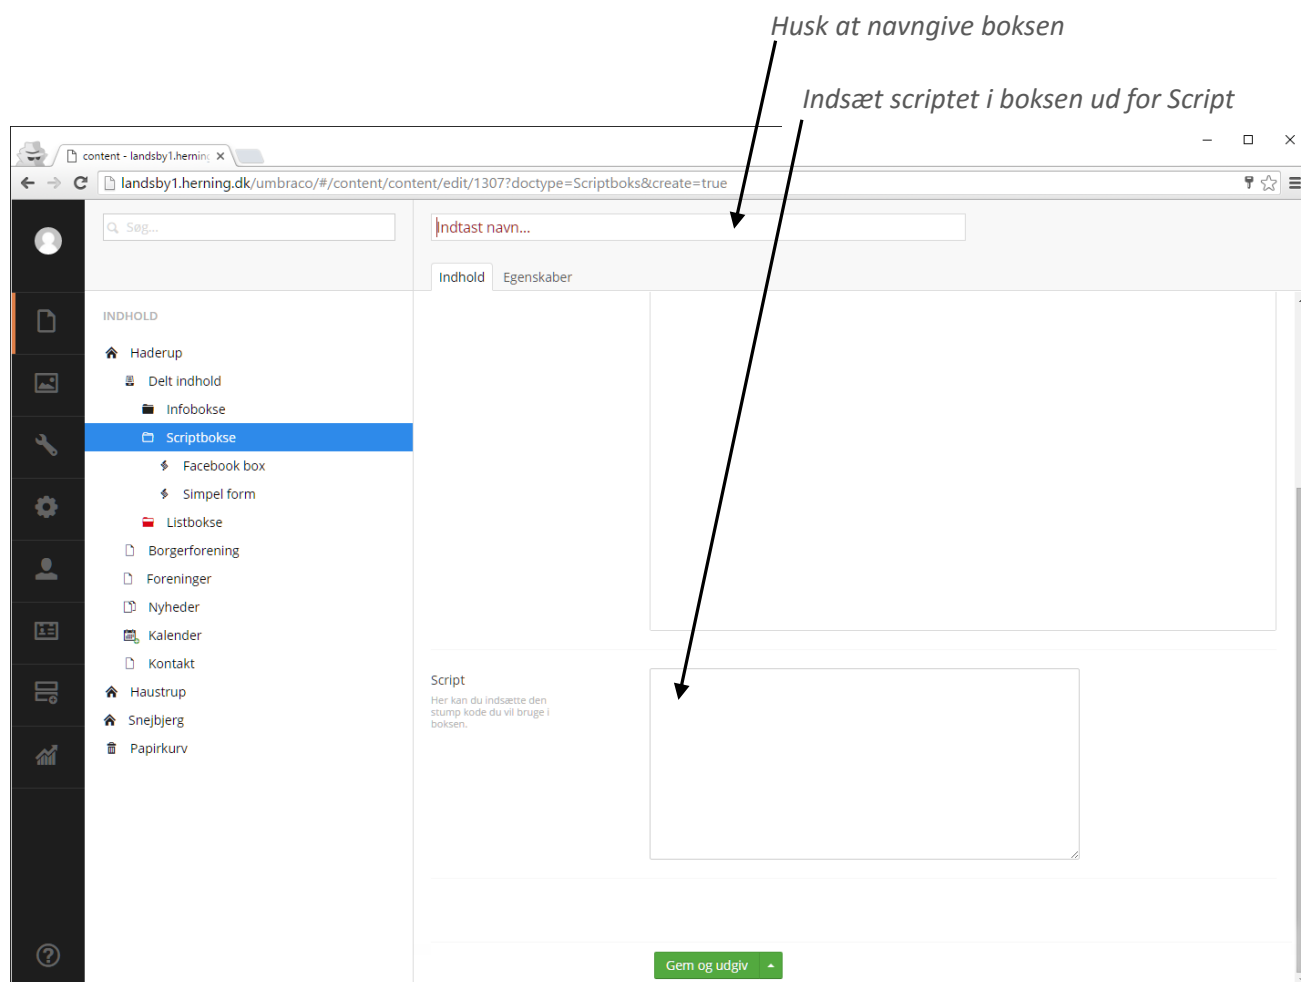 Husk at navngive boksen
Indsæt scriptet i boksen ud for Script
content - landsby1.herning
landsby1.herning.dk/umbraco/#/content/content/edit/1307?doctype=Scriptboks&create=true
Søg...
Indtast navn...
Indhold Egenskaber
INDHOLD
Haderup
Delt indhold
Infobokse
Scriptbokse
Facebook box
Simpel form
Listbokse
Borgerforening
Foreninger
Nyheder
Kalender
Kontakt
Haustrup
Snejbjerg
Papirkurv
Script
Her kan du indsætte den
stump kode du vil bruge i
boksen.
Gem og udgiv